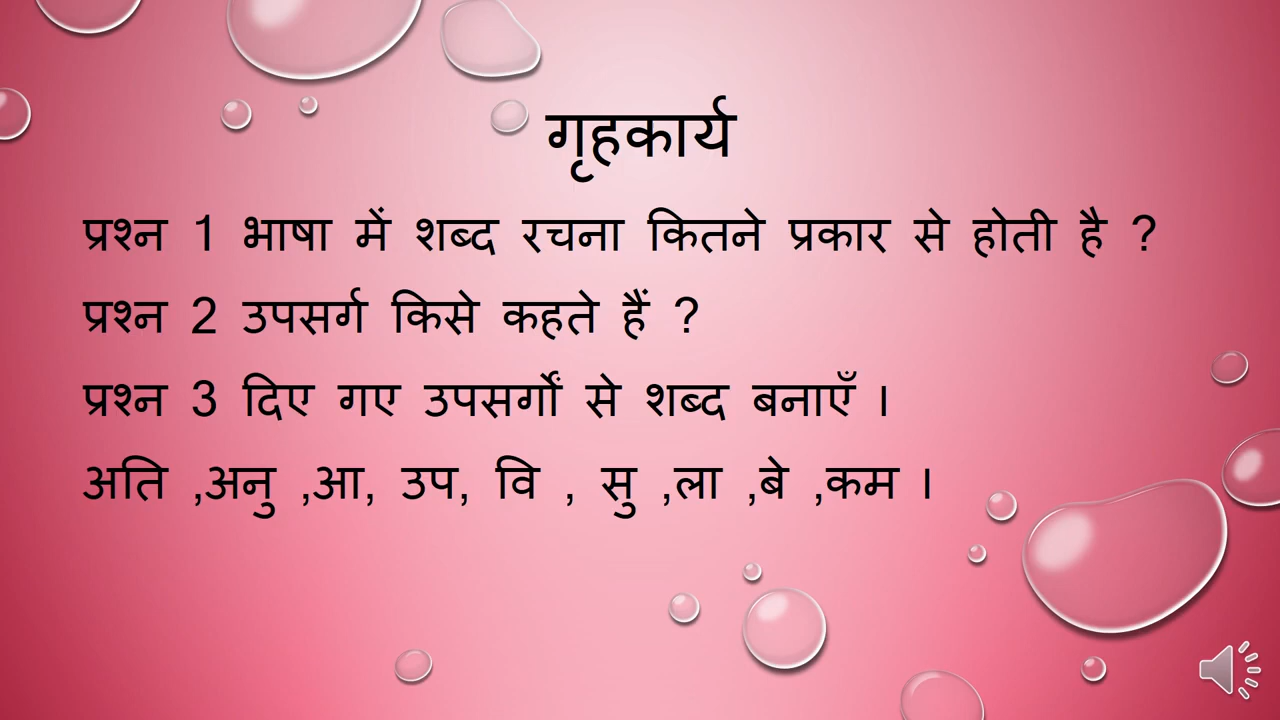 गृहकार्य
प्रश्न 1 भाषा में शब्द रचना कितने प्रकार से होती है ?
प्रश्न 2 उपसर्ग किसे कहते हैं ?
प्रश्न 3 दिए गए उपसर्गों से शब्द बनाएँ ।
अति ,अनु ,आ, उप, वि , सु ,ला ,बे ,कम ।